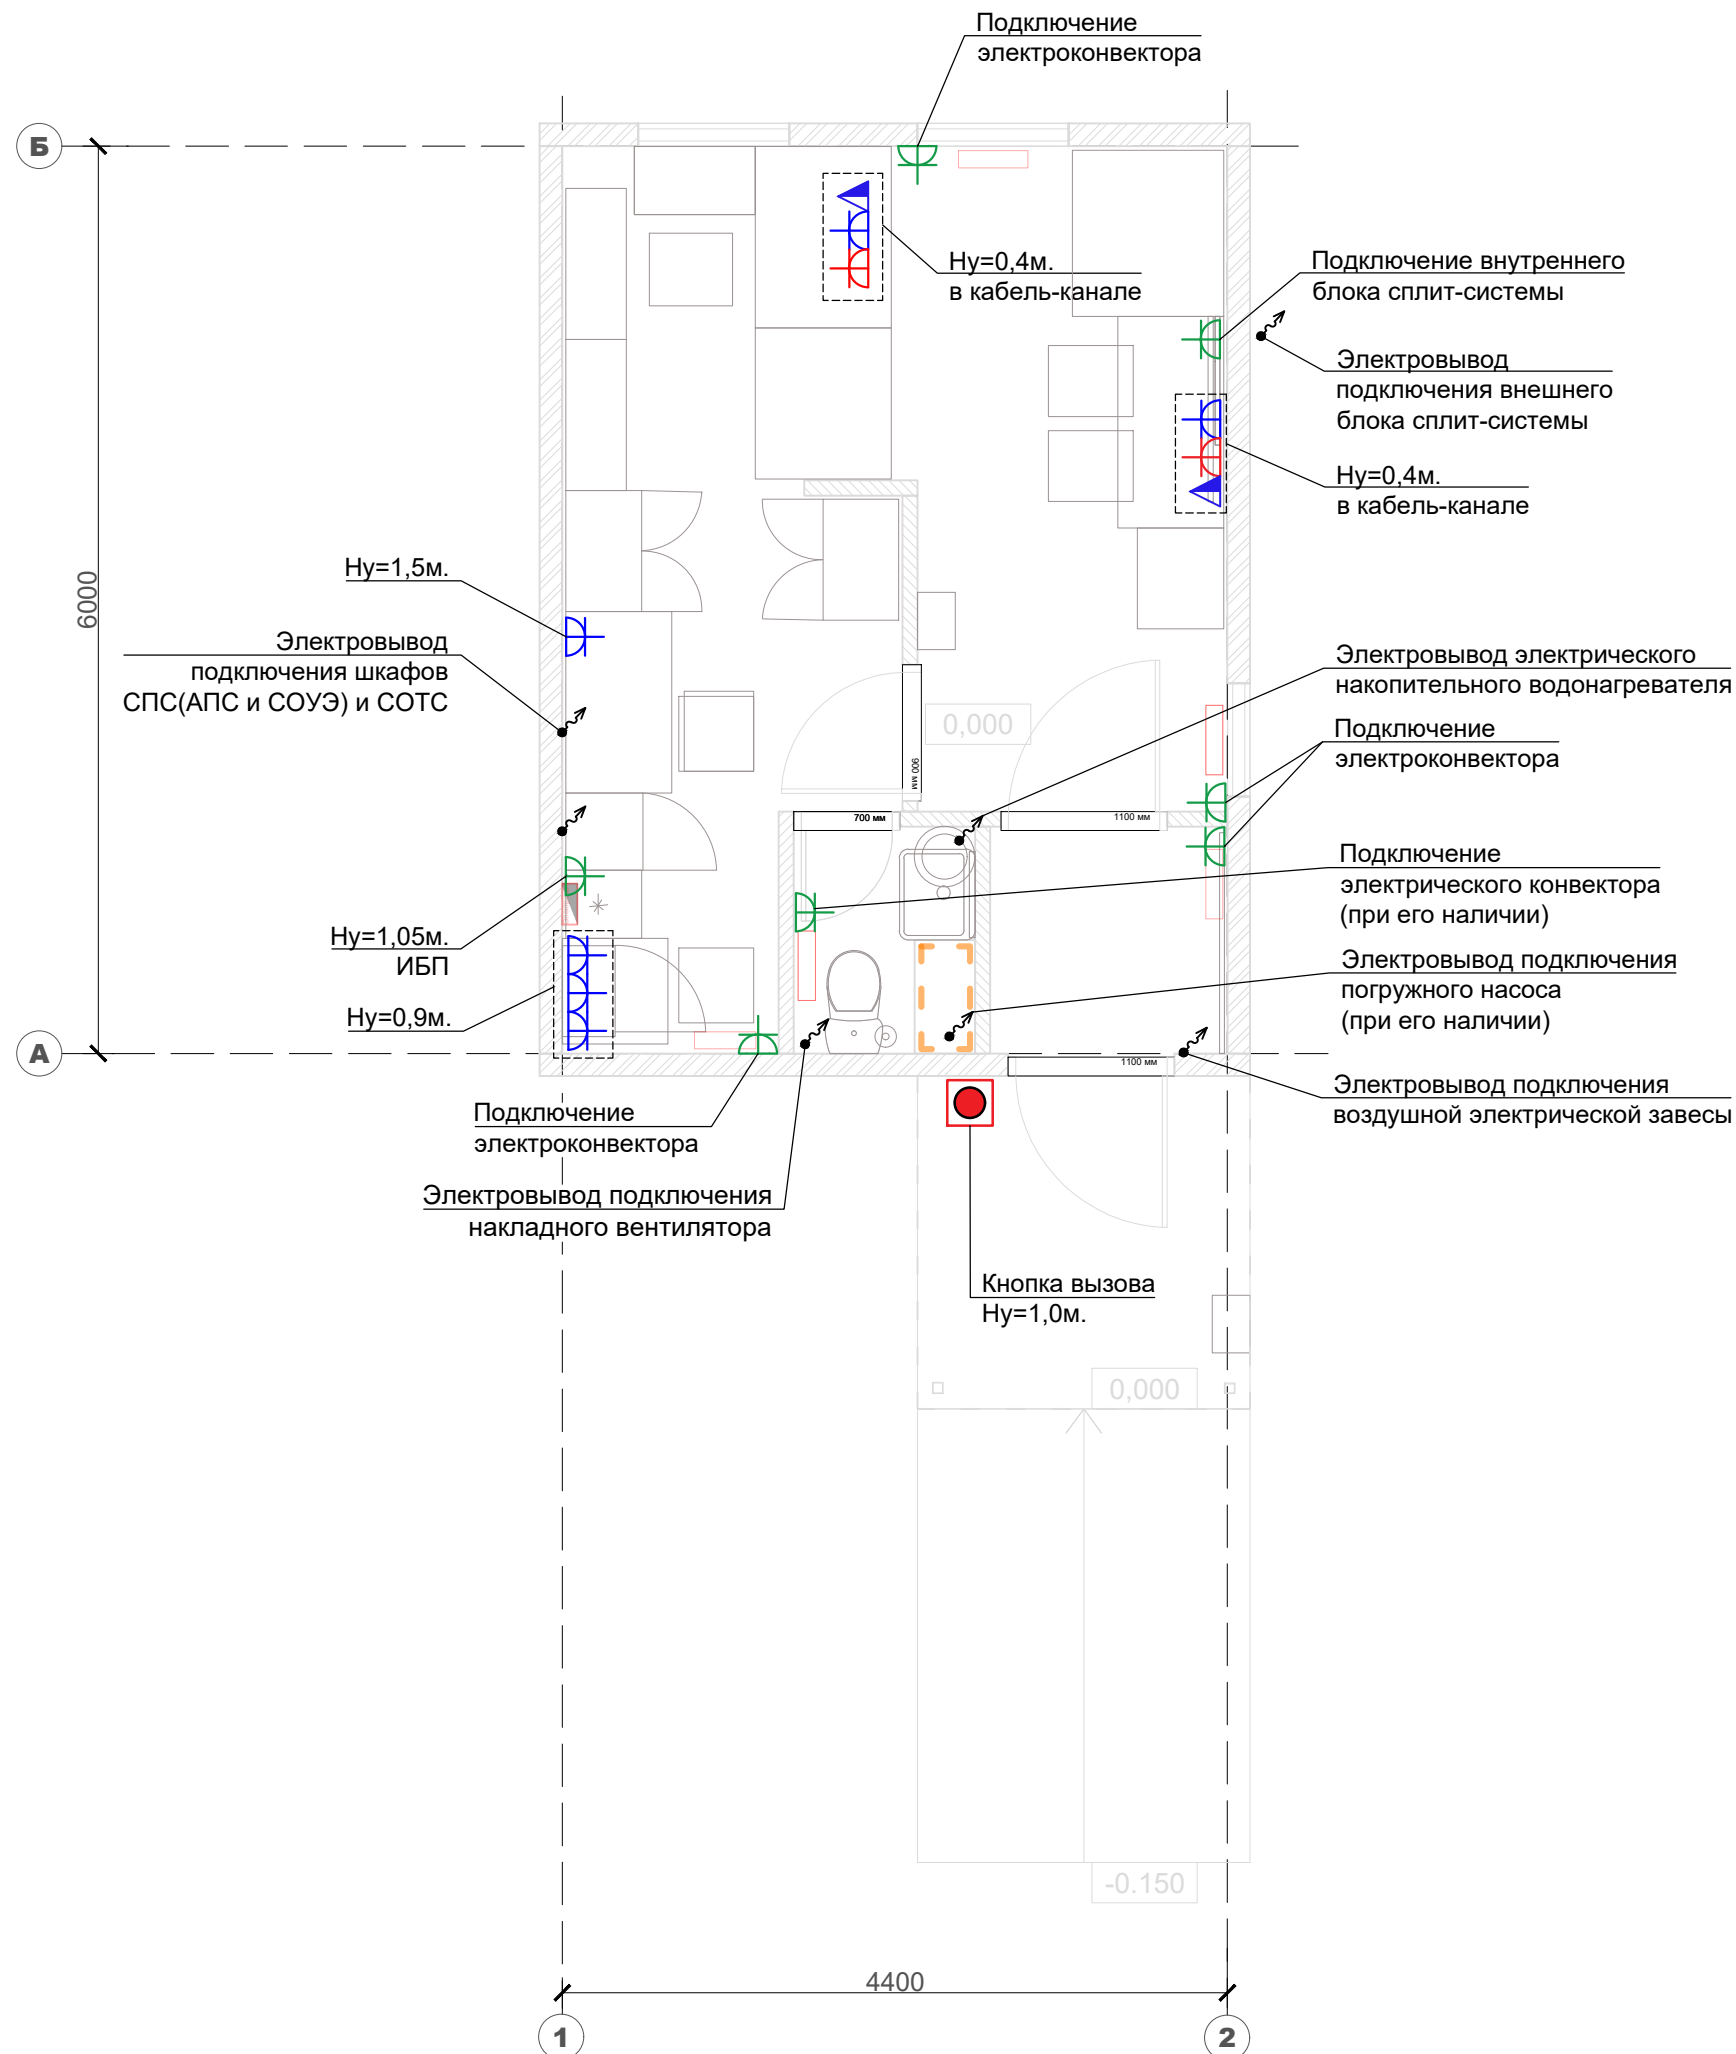 Подключение
электроконвектора
Б
Ну=0,4м.
в кабель-канале
Подключение внутреннего
блока сплит-системы
Электровывод
подключения внешнего
блока сплит-системы
Ну=0,4м.
в кабель-канале
Ну=1,5м.
6000
Электровывод
подключения шкафов
СПС(АПС и СОУЭ) и СОТС
Электровывод электрического
накопительного водонагревателя
0,000
Подключение
электроконвектора
900 мм
700 мм
1100 мм
Подключение
электрического конвектора
(при его наличии)
Ну=1,05м.
ИБП
Электровывод подключения
погружного насоса
(при его наличии)
Ну=0,9м.
А
1100 мм
Электровывод подключения
воздушной электрической завесы
Подключение
электроконвектора
Электровывод подключения
накладного вентилятора
Кнопка вызова
Ну=1,0м.
0,000
-0.150
4400
1
2